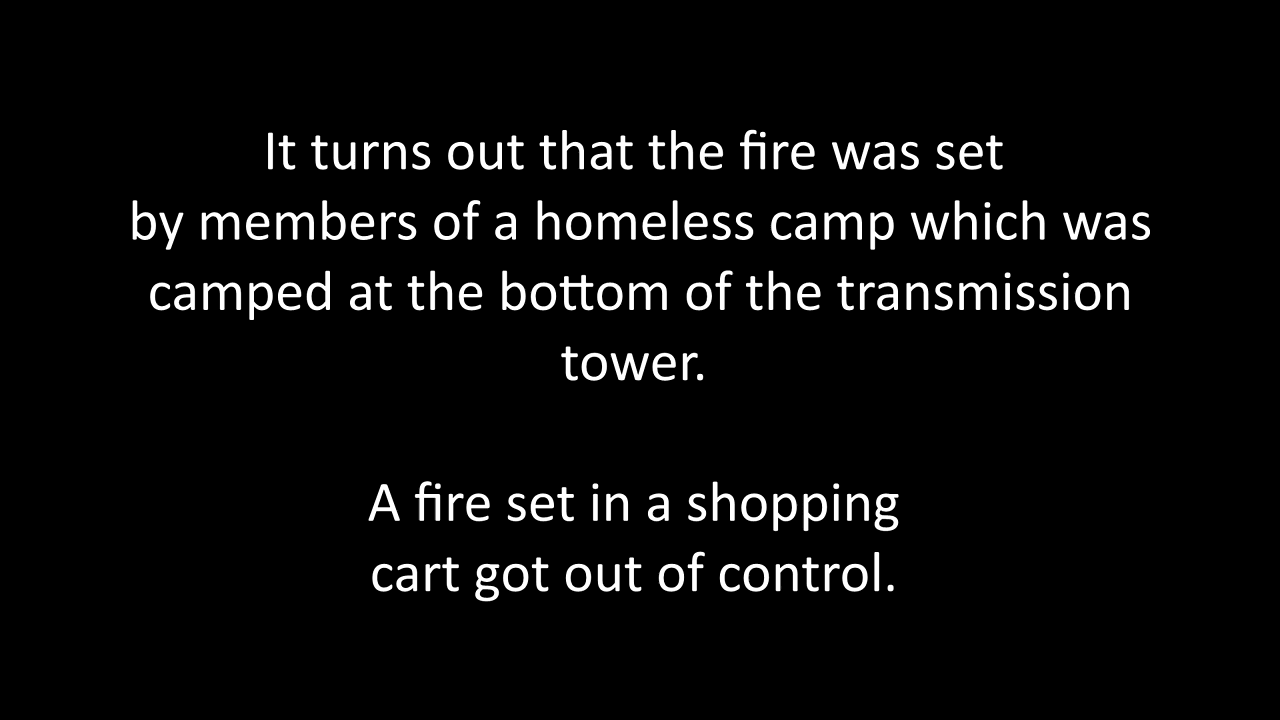 It turns out that the fire was set
by members of a homeless camp which was
camped at the bottom of the transmission
tower.
A fire set in a shopping
cart got out of control.